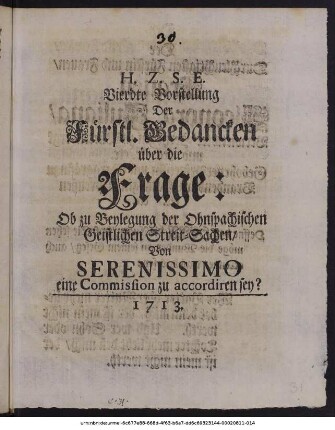 30
H. Z. S. E.
Vierdte Vorstellung
Der
Fürstl. Gedancken
über die
Frage:
Ob zu Beylegung der Ohnspachischen
Geistlichen Streit-Sachen/
Von
SERENISSIMO
eine Commission zu accordiren sey?
1713.